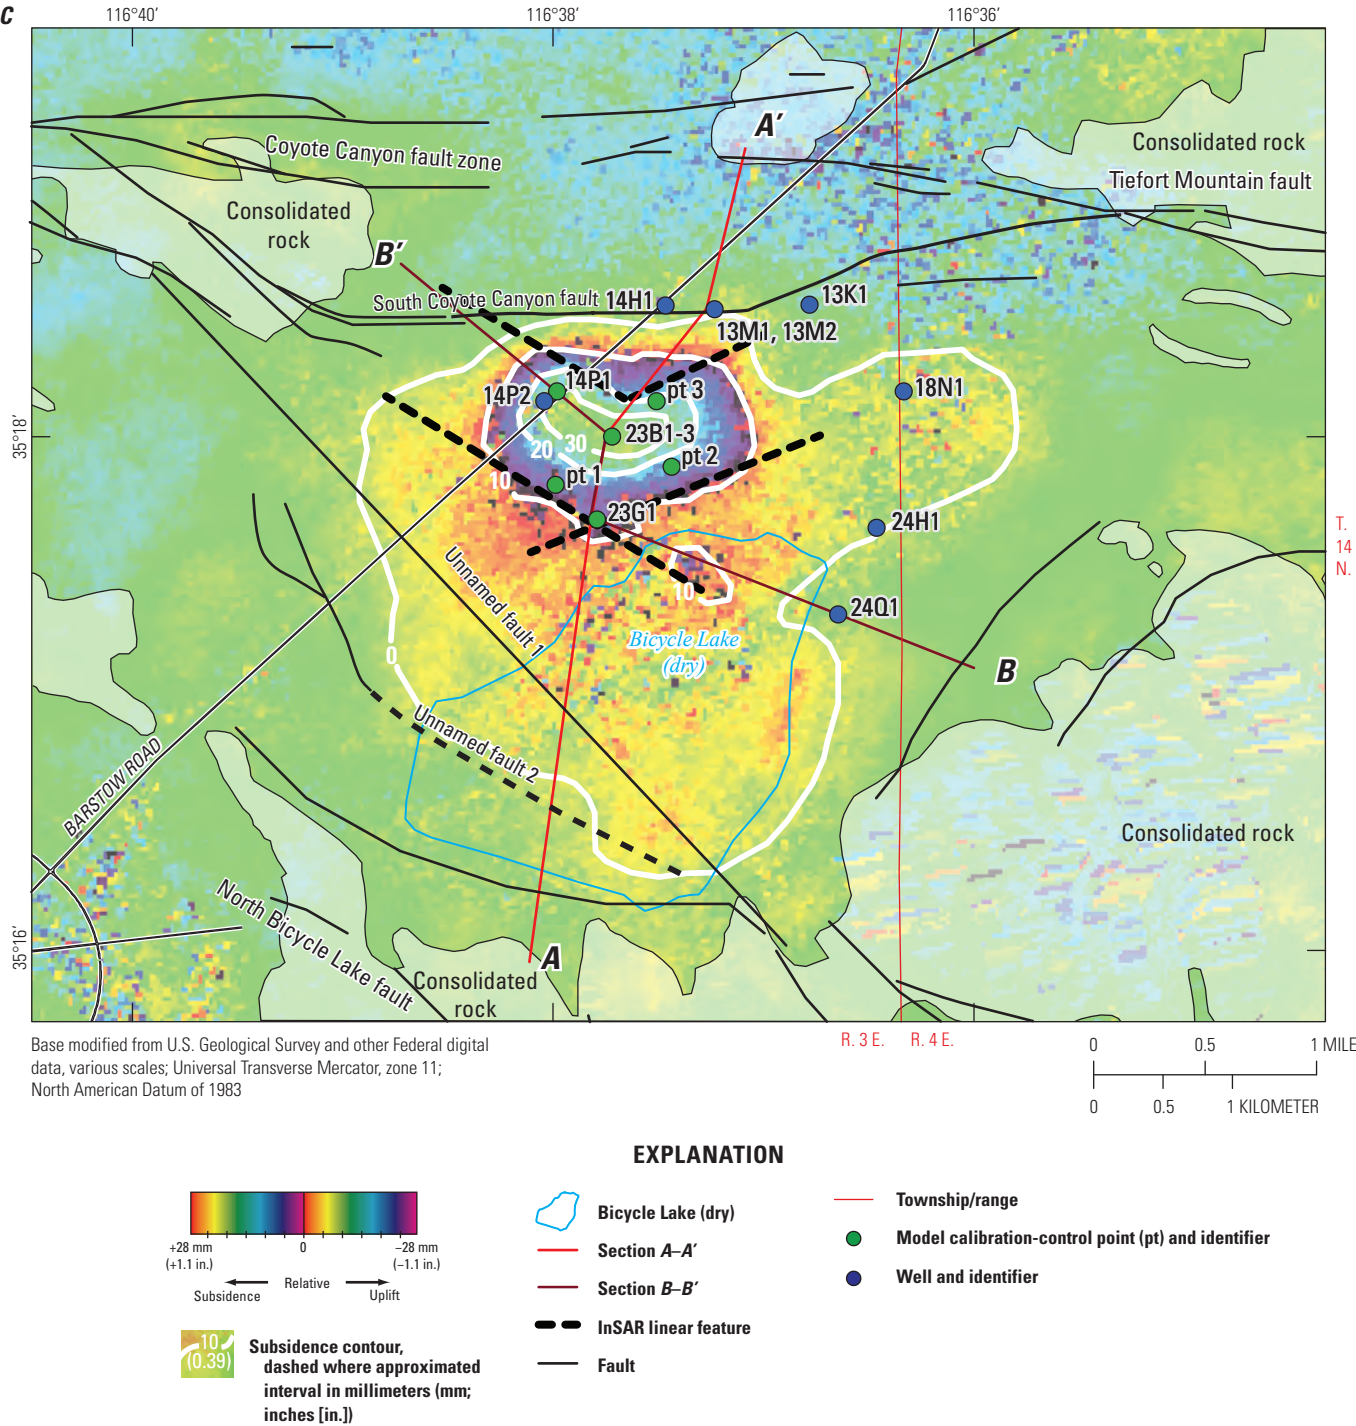 C
116°40′
116°38′
116°36′
A′
Consolidated rock
Coyote Canyon fault zone
Tiefort Mountain fault
Consolidated
rock
B′
South Coyote Canyon fault
14H1
13K1
13M1, 13M2
14P1
14P2
pt 3
18N1
35°18′
23B1-3
20
30
pt 2
pt 1
10
23G1
24H1
T.
14
N.
Unnamed fault 1
10
24Q1
Bicycle Lake
(dry)
0
B
Unnamed fault 2
BARSTOW ROAD
Consolidated rock
North Bicycle Lake fault
35°16′
A
Consolidated
rock
R. 3 E.
R. 4 E.
Base modified from U.S. Geological Survey and other Federal digital
data, various scales; Universal Transverse Mercator, zone 11;
North American Datum of 1983
0 0.5 1 MILE
0 0.5 1 KILOMETER
EXPLANATION
+28 mm
(+1.1 in.)
0
−28 mm
(−1.1 in.)
Relative
Subsidence
Uplift
10
(0.39)
Subsidence contour,
dashed where approximated
interval in millimeters (mm;
inches [in.])
Bicycle Lake (dry)
Section A–A′
Section B–B′
InSAR linear feature
Fault
Township/range
Model calibration-control point (pt) and identifier
Well and identifier